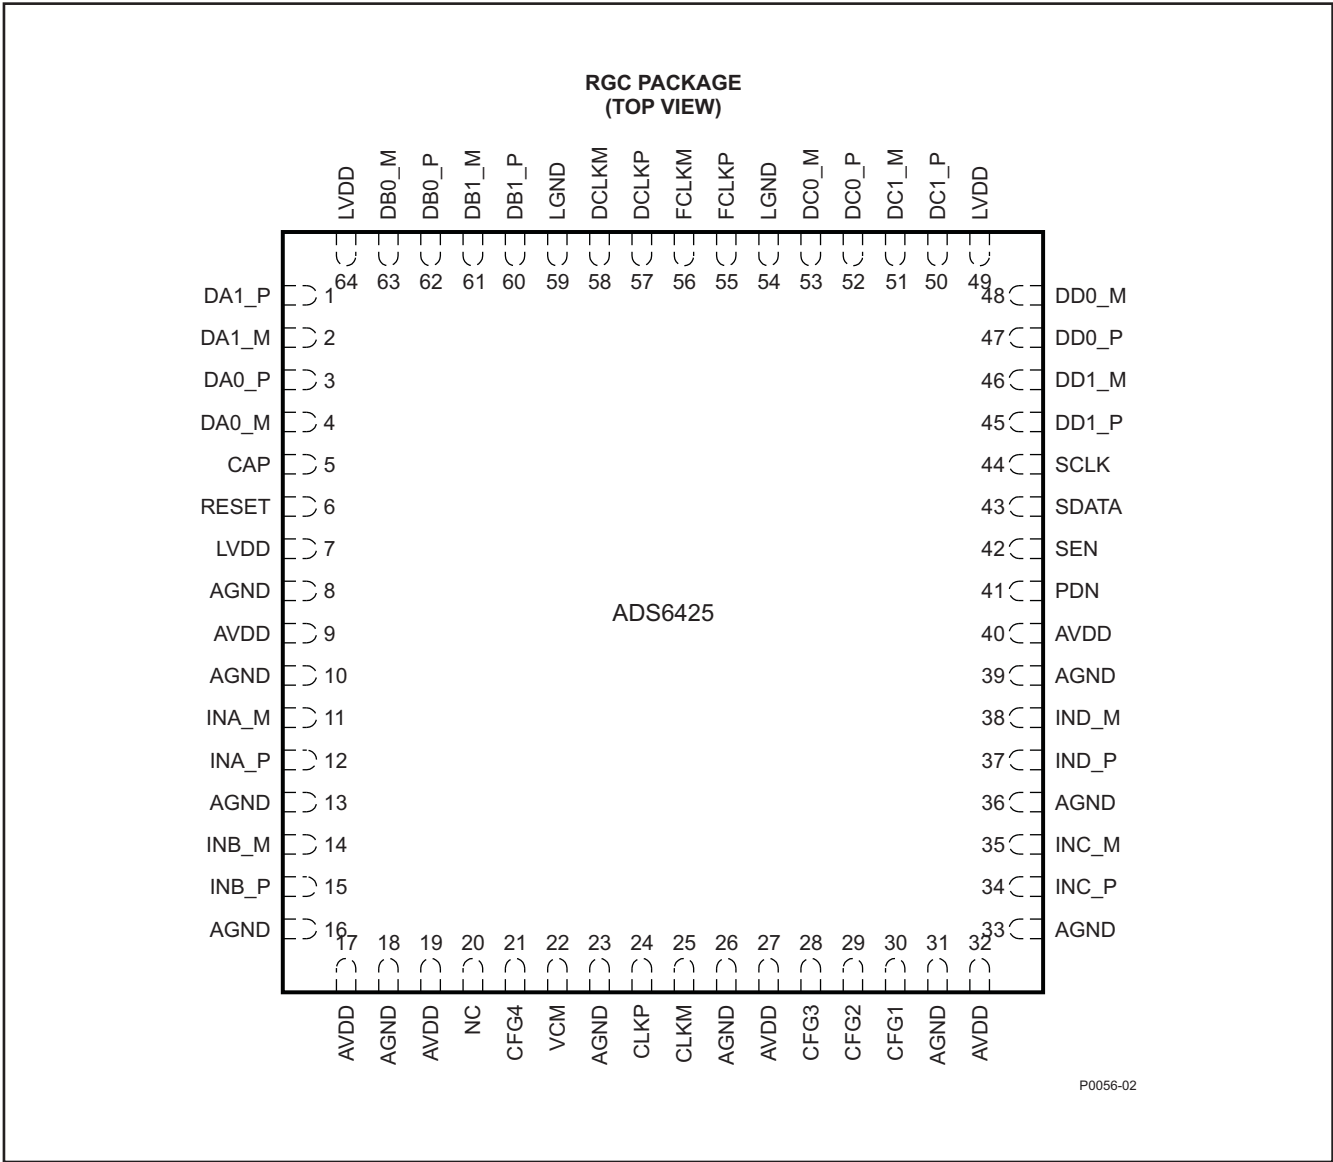 RGC PACKAGE
(TOP VIEW)
LVDD
DB0_M
DB0_P
DB1_M
DB1_P
LGND
DCLKM
DCLKP
FCLKM
FCLKP
LGND
DC0_M
DC0_P
DC1_M
DC1_P
LVDD
64 63 62 61 60 59 58 57 56 55 54 53 52 51 50 49
DA1_P 1 48 DD0_M
DA1_M 2 47 DD0_P
DA0_P 3 46 DD1_M
DA0_M 4 45 DD1_P
CAP 5 44 SCLK
RESET 6 43 SDATA
LVDD 7 42 SEN
AGND 8 41 PDN
ADS6425
AVDD 9 40 AVDD
AGND 10 39 AGND
INA_M 11 38 IND_M
INA_P 12 37 IND_P
AGND 13 36 AGND
INB_M 14 35 INC_M
INB_P 15 34 INC_P
AGND 16 33 AGND
17 18 19 20 21 22 23 24 25 26 27 28 29 30 31 32
AVDD
AGND
AVDD
NC
CFG4
VCM
AGND
CLKP
CLKM
AGND
AVDD
CFG3
CFG2
CFG1
AGND
AVDD
P0056-02